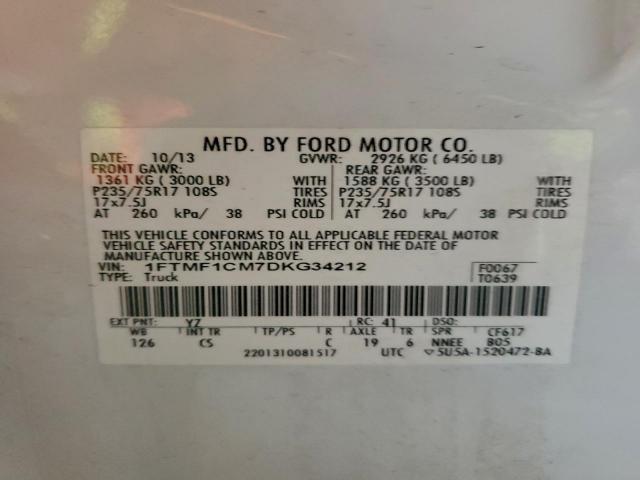 MFD. BY FORD MOTOR CO.
DATE: 10/13 GVWR: 2926 KG ( 6450 LB)
FRONT GAWR: REAR GAWR:
1361 KG ( 3000 LB) WITH 1588 KG ( 3500 LB) WITH
P235/75R17 108S TIRES P235/75R17 108S TIRES
17x7.5J RIMS 17x7.5J RIMS
AT 260 kPa/ 38 PSI COLD AT 260 kPa/ 38 PSI COLD
THIS VEHICLE CONFORMS TO ALL APPLICABLE FEDERAL MOTOR
VEHICLE SAFETY STANDARDS IN EFFECT ON THE DATE OF
MANUFACTURE SHOWN ABOVE.
VIN: 1FTMF1CM7DKG34212 F0067
TYPE: Truck T0639
EXT PNT: YZ RC: 41 DSO:
WB INT TR TP/PS R AXLE TR SPR CF617
126 CS C 19 6 NNEE B05
2201310081517 UTC ▽5U5A-1520472-BA